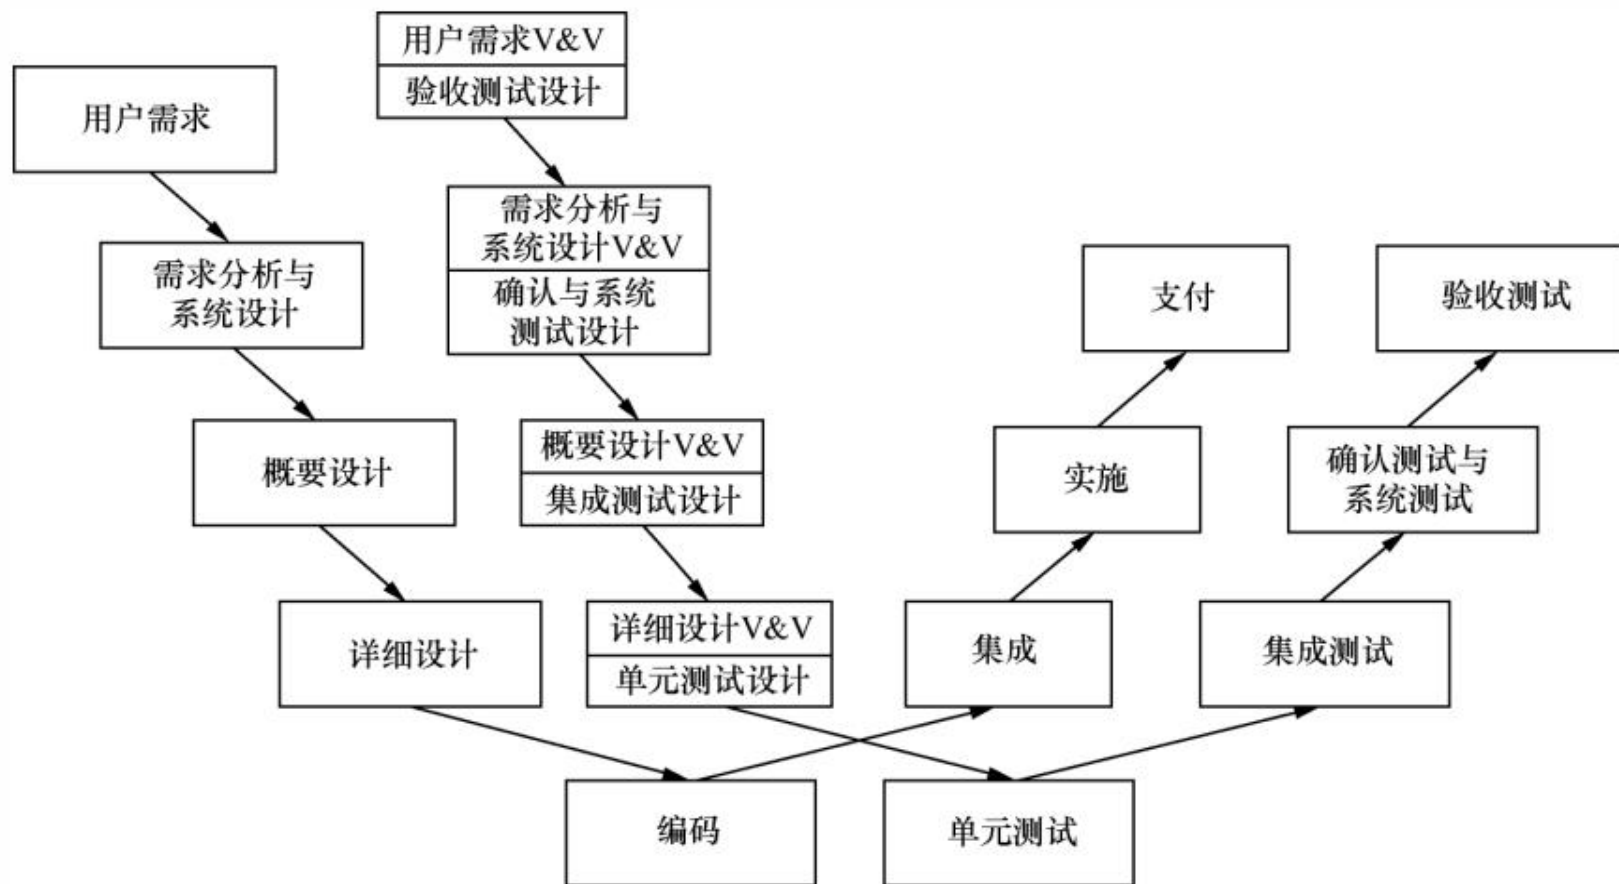 用户需求V&V
验收测试设计
用户需求
需求分析与
系统设计V&V
确认与系统
测试设计
需求分析与
系统设计
支付
验收测试
概要设计
概要设计V&V
集成测试设计
实施
确认测试与
系统测试
详细设计
详细设计V&V
单元测试设计
集成
集成测试
编码
单元测试